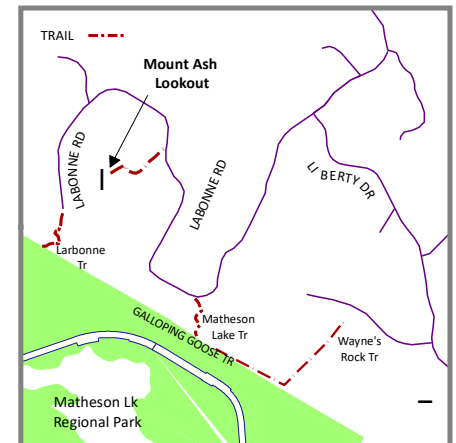 TRAIL
Mount Ash
Lookout
LABONNE RD
LABONNE RD
LI BERTY DR
Larbonne
Tr
GALLOPING GOOSE TR
Matheson
Lake Tr
Wayne's
Rock Tr
Matheson Lk
Regional Park